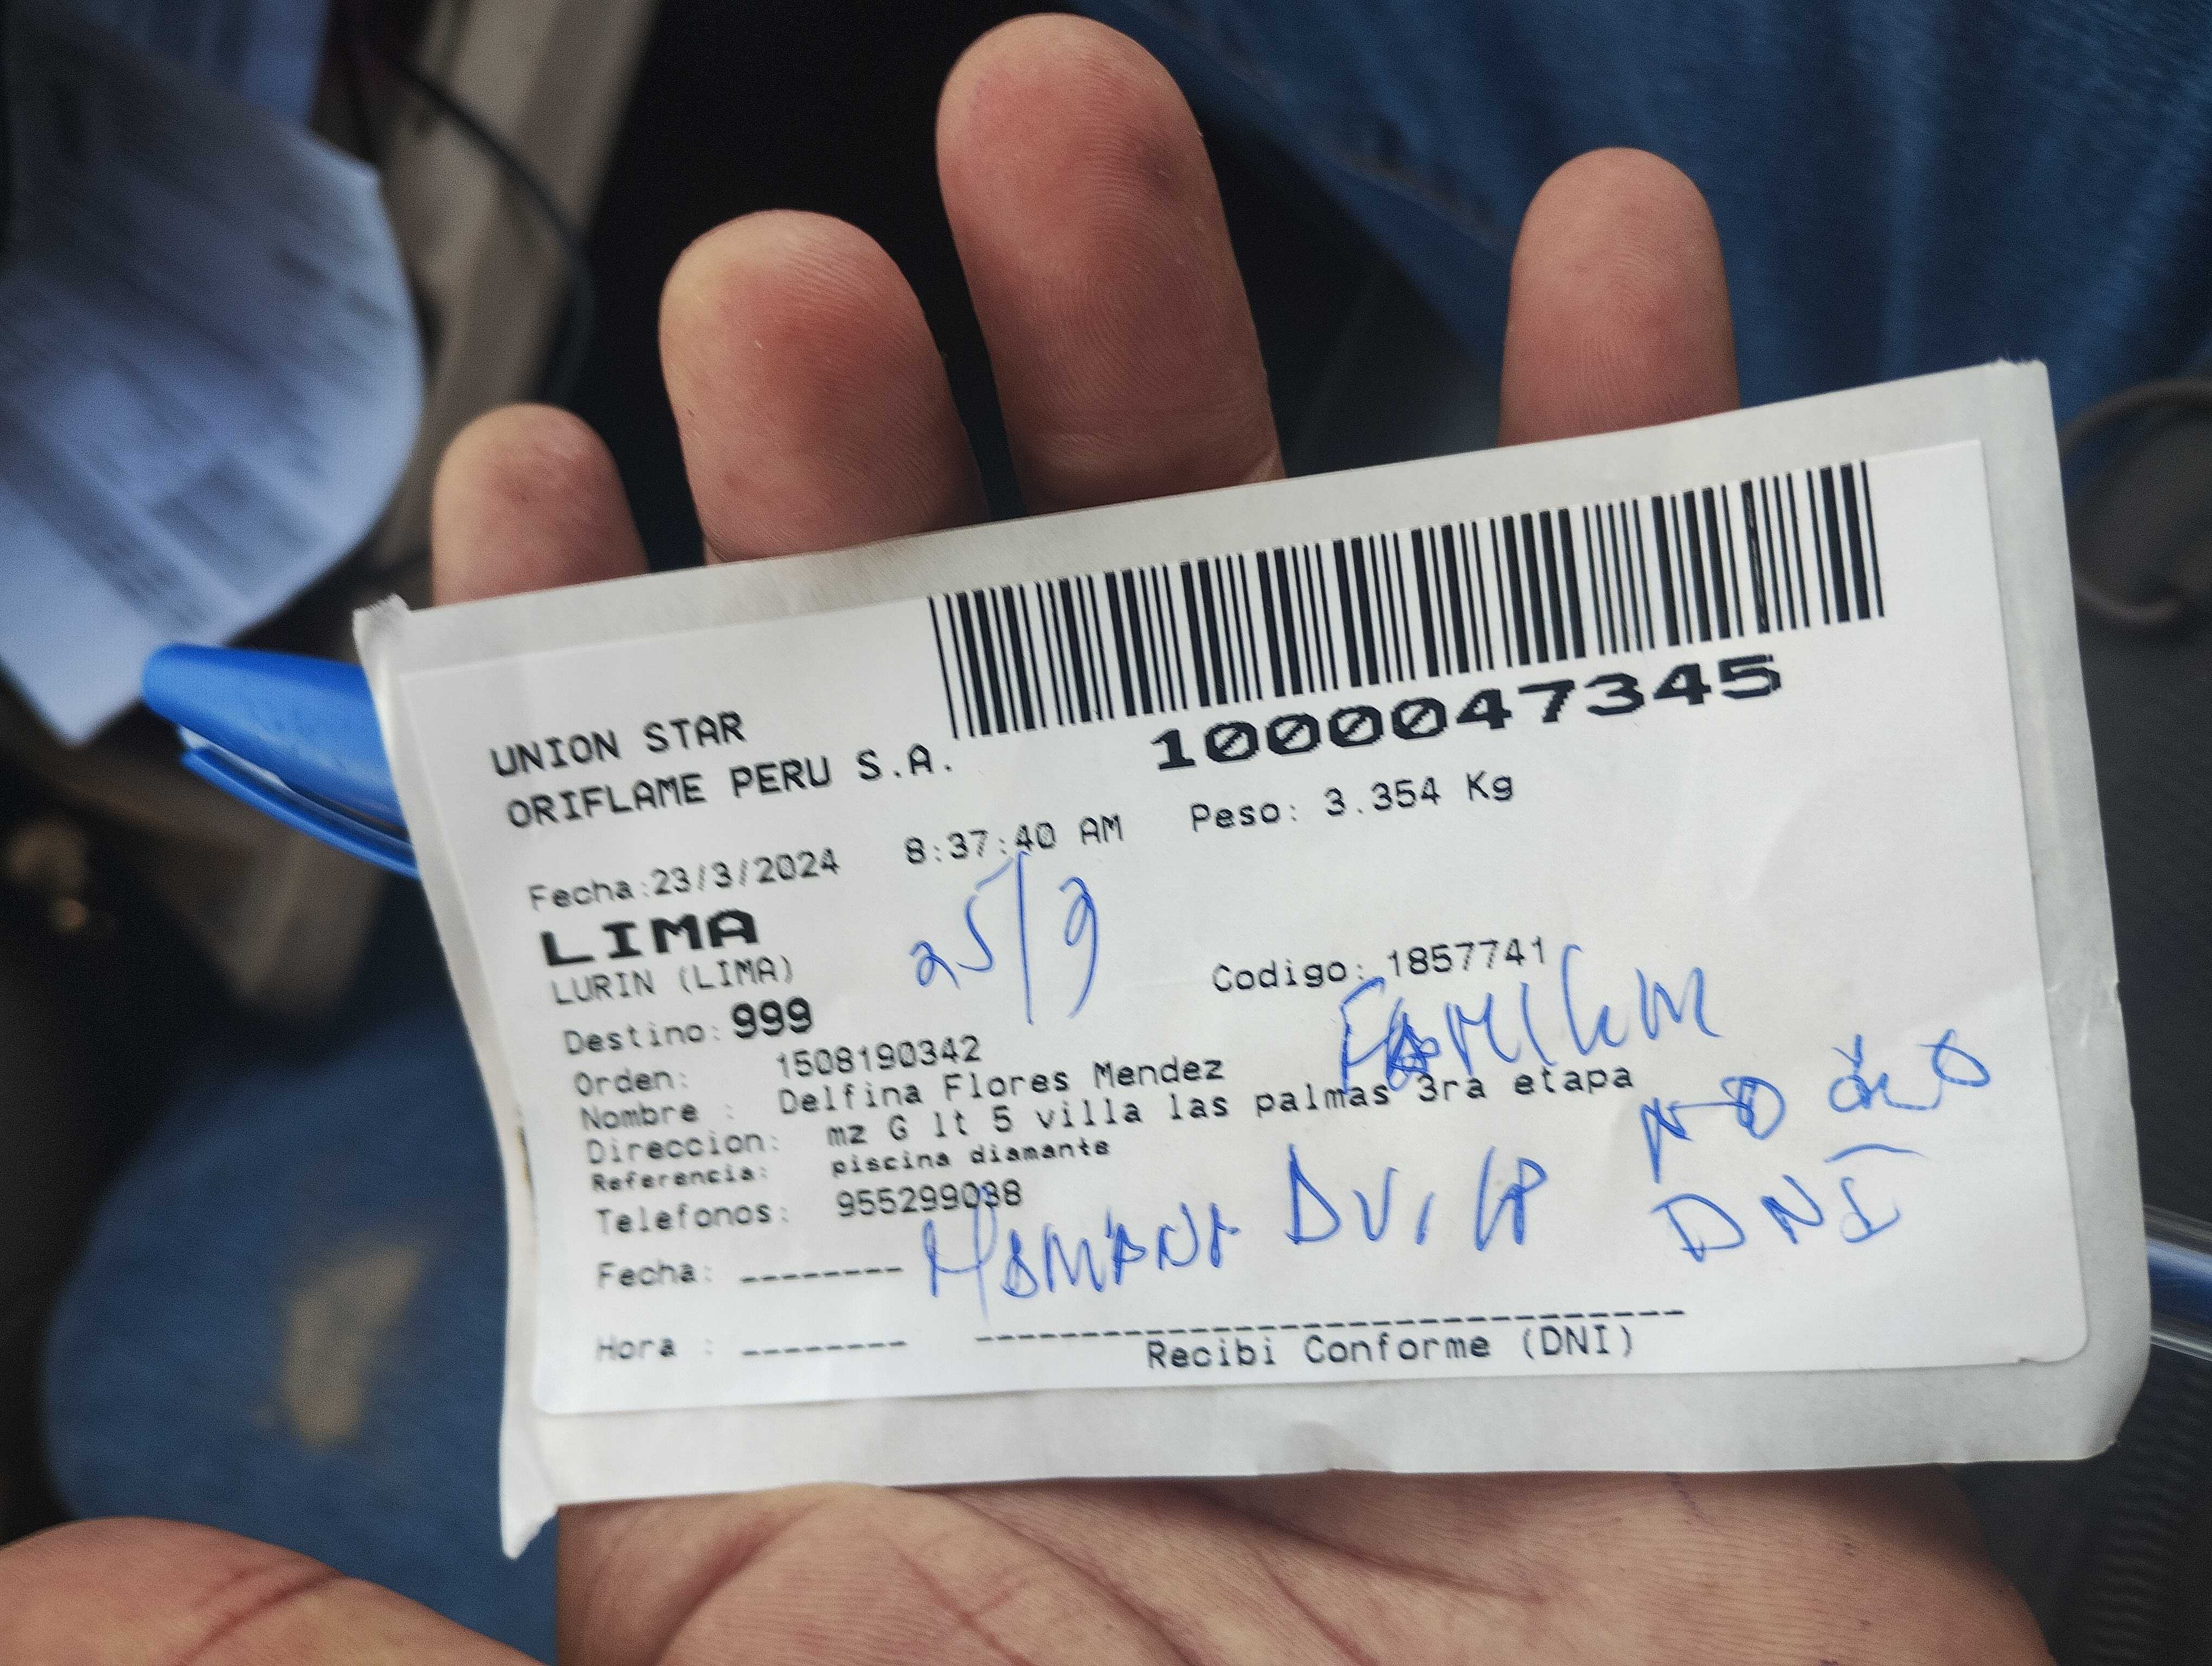 UNION STAR
ORIFLAME PERU S.A.
1000047345
Fecha:23/3/2024 8:37:40 AM Peso: 3.354 Kg
LIMA
25/3
LURIN (LIMA)
Codigo: 1857741
Destino: 999
Orden: 1508190342
Nombre : Delfina Flores Mendez
Direccion: mz G lt 5 villa las palmas 3ra etapa
Referencia: piscina diamante
NO
DNI
Telefonos: 955299038
Fecha: --------
Hora : --------
Recibi Conforme (DNI)